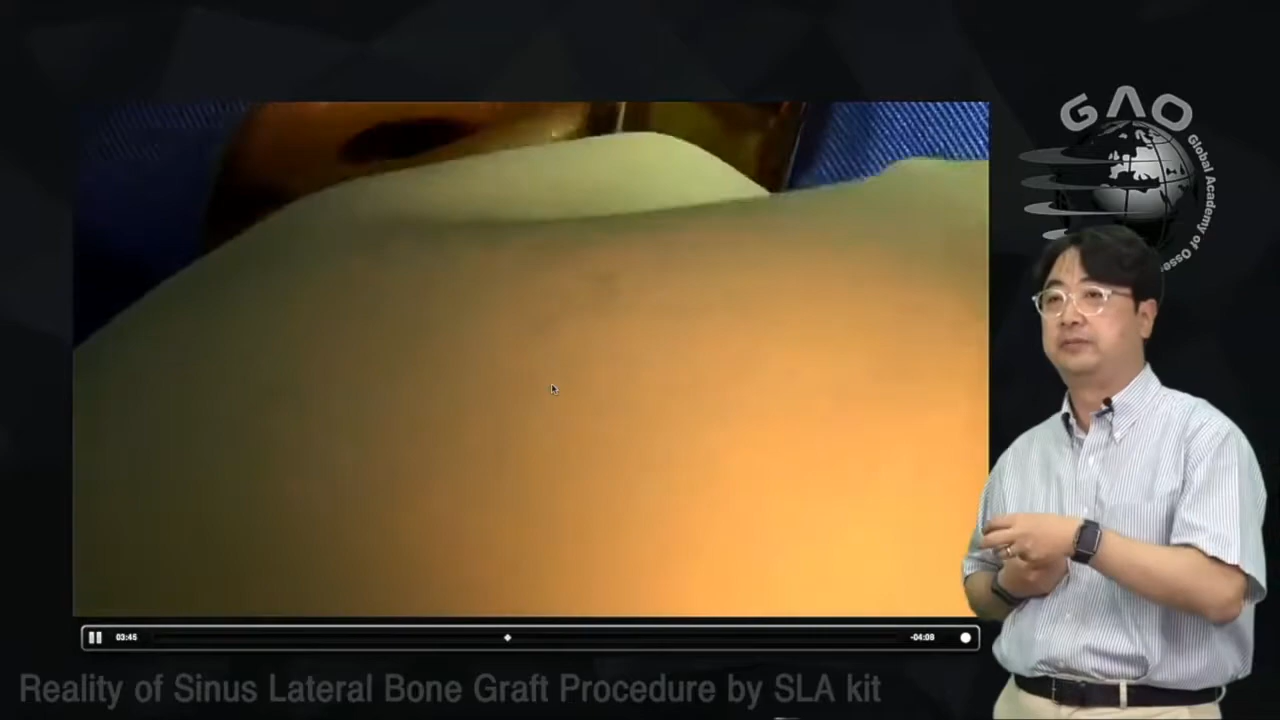 GAO
Global Academy of Osse
03:45
-04:08
Reality of Sinus Lateral Bone Graft Procedure by SLA kit